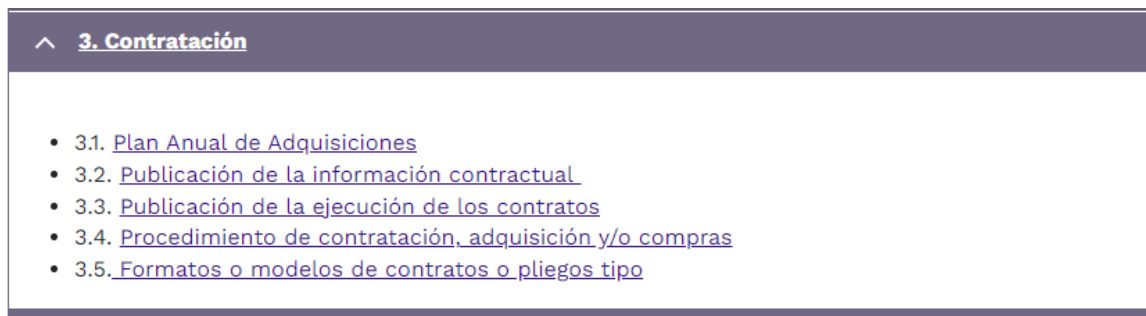 3. Contratación
3.1. Plan Anual de Adquisiciones
3.2. Publicación de la información contractual
3.3. Publicación de la ejecución de los contratos
3.4. Procedimiento de contratación, adquisición y/o compras
3.5. Formatos o modelos de contratos o pliegos tipo